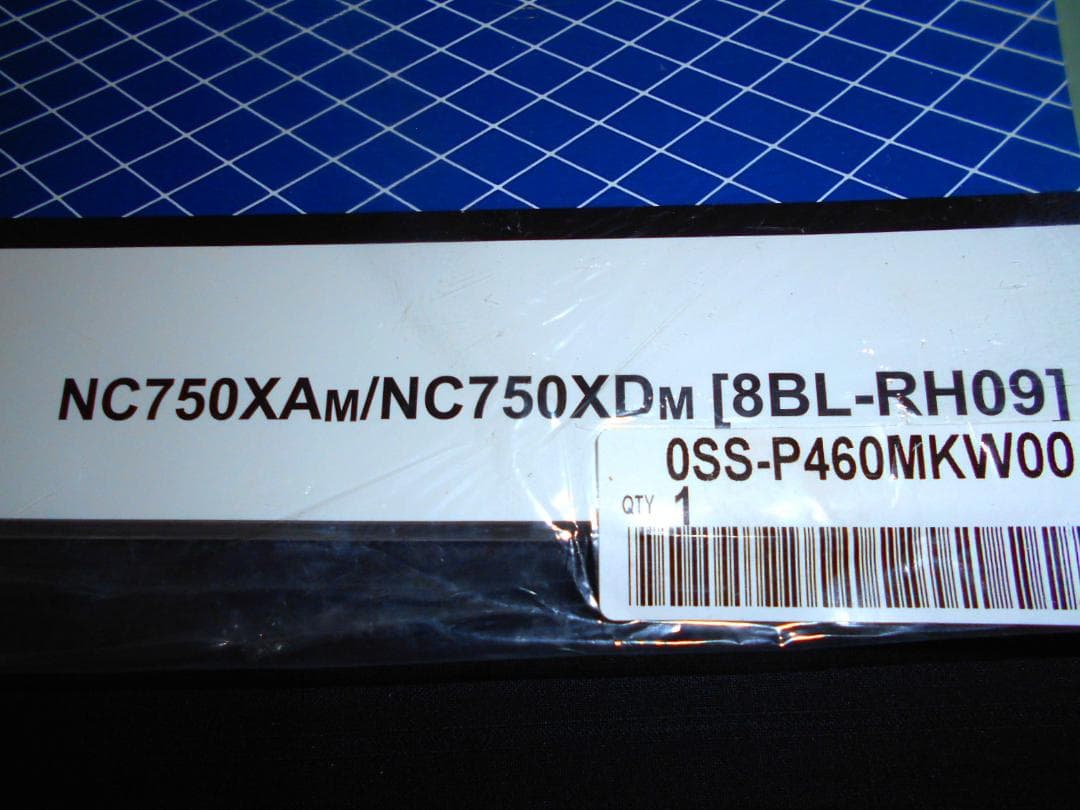 NC750XAM/NC750XDM [8BL-RH09]
0SS-P460MKW00
QTY 1